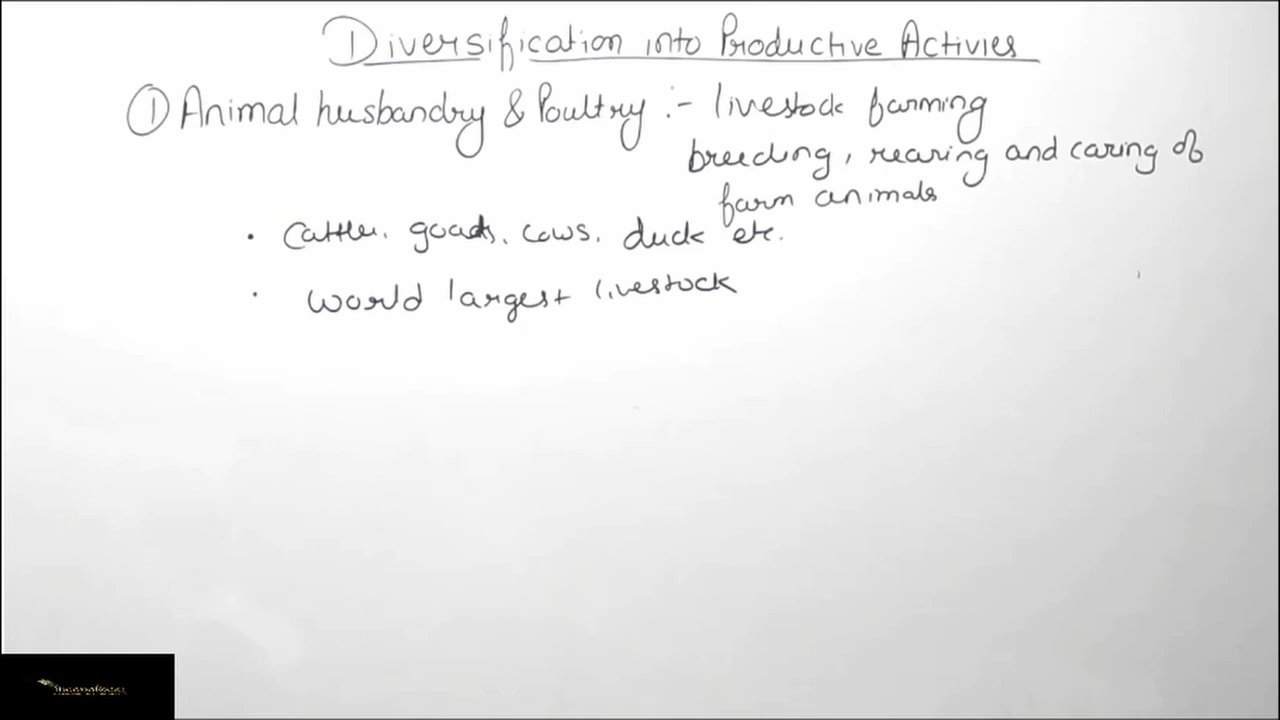 Diversification into Productive Activies
① Animal husbandry & Poultry :- livestock farming
breeding, rearing and caring of
farm animals
• Cattle, goads, cows, duck etc.
• World largest livestock